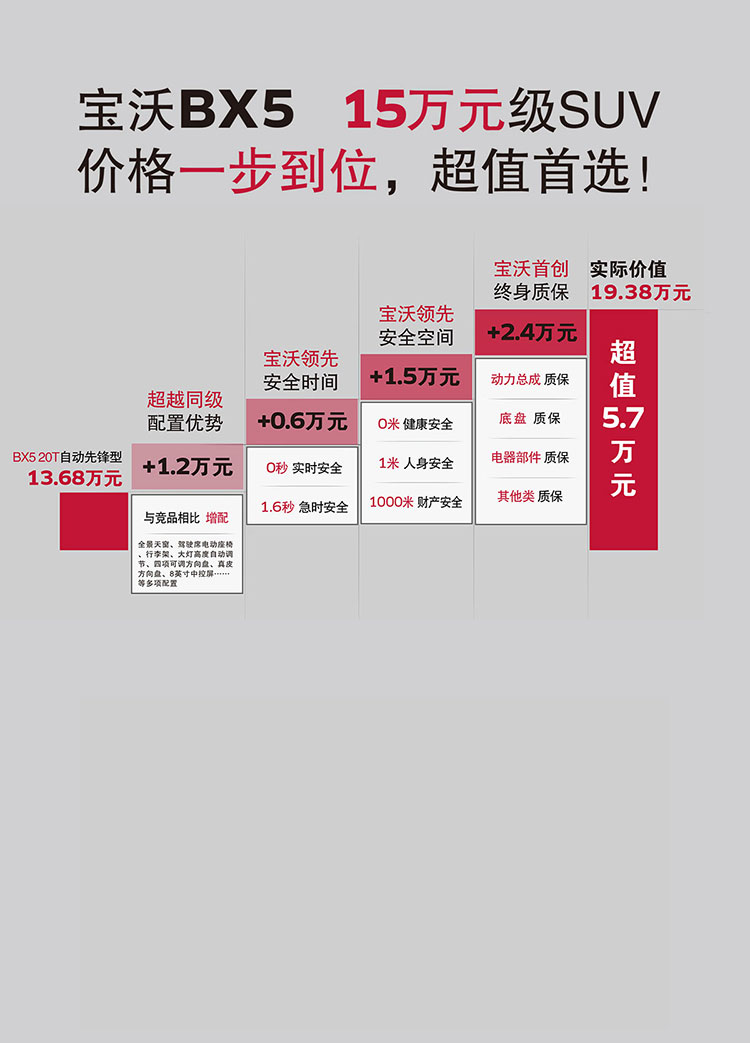 宝沃BX5 15万元级SUV
价格一步到位，超值首选！
BX5 20T自动先锋型
13.68万元
超越同级
配置优势
+1.2万元
与竞品相比 增配
全景天窗、驾驶席电动座椅
、行李架、大灯高度自动调
节、四项可调方向盘、真皮
方向盘、8英寸中控屏……
等多项配置
宝沃领先
安全时间
+0.6万元
0秒 实时安全
1.6秒 急时安全
宝沃领先
安全空间
+1.5万元
0米 健康安全
1米 人身安全
1000米 财产安全
宝沃首创
终身质保
+2.4万元
动力总成 质保
底盘 质保
电器部件 质保
其他类 质保
实际价值
19.38万元
超
值
5.7
万
元